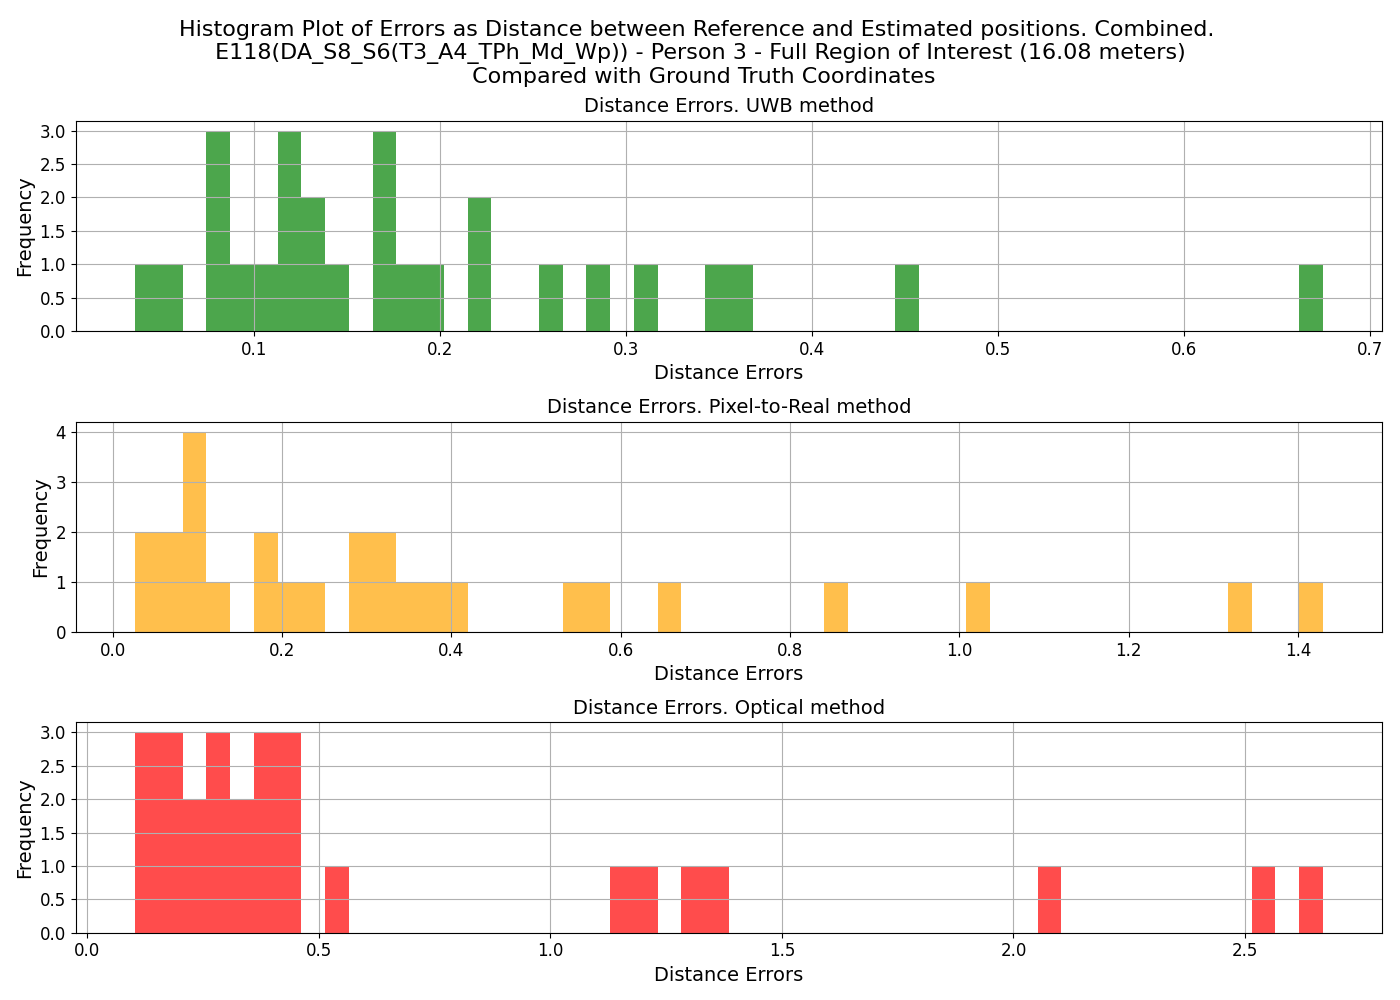 Histogram Plot of Errors as Distance between Reference and Estimated positions. Combined.
E118(DA_S8_S6(T3_A4_TPh_Md_Wp)) - Person 3 - Full Region of Interest (16.08 meters)
Compared with Ground Truth Coordinates
Distance Errors. UWB method
3.0
2.5
2.0
1.5
1.0
0.5
0.0
Frequency
0.1 0.2 0.3 0.4 0.5 0.6 0.7
Distance Errors
Distance Errors. Pixel-to-Real method
4
3
2
1
0
Frequency
0.0 0.2 0.4 0.6 0.8 1.0 1.2 1.4
Distance Errors
Distance Errors. Optical method
3.0
2.5
2.0
1.5
1.0
0.5
0.0
Frequency
0.0 0.5 1.0 1.5 2.0 2.5
Distance Errors